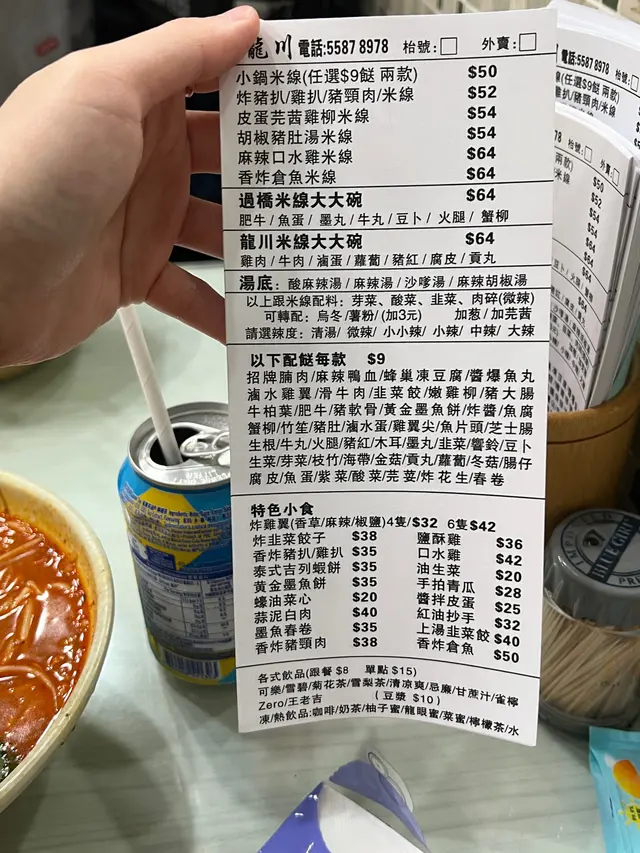 龍川 電話:5587 8978 枱號:□ 外賣:□
小鍋米線(任選$9餸 兩款) $50
炸豬扒/雞扒/豬頸肉/米線 $52
皮蛋芫茜雞柳米線 $54
胡椒豬肚湯米線 $54
麻辣口水雞米線 $64
香炸倉魚米線 $64
過橋米線大大碗 $64
肥牛/魚蛋/墨丸/牛丸/豆卜/火腿/蟹柳
龍川米線大大碗 $64
雞肉/牛肉/滷蛋/蘿蔔/豬紅/腐皮/貢丸
湯底: 酸麻辣湯/麻辣湯/沙嗲湯/麻辣胡椒湯
以上跟米線配料: 芽菜、酸菜、韭菜、肉碎(微辣)
可轉配: 烏冬/薯粉/(加3元) 加葱/加芫茜
請選辣度: 清湯/微辣/小小辣/小辣/中辣/大辣
以下配餸每款 $9
招牌腩肉/麻辣鴨血/蜂巢凍豆腐/醬爆魚丸
滷水雞翼/滑牛肉/韭菜餃/嫩雞翼/豬大腸
牛柏葉/肥牛/豬軟骨/黃金墨魚餅/炸醬/魚腐
蟹柳/竹笙/豬肚/滷水蛋/雞翼尖/魚片頭/芝士腸
生根/牛丸/火腿/豬紅/木耳/墨丸/韭菜/響鈴/豆卜
生菜/芽菜/枝竹/海帶/金菇/貢丸/蘿蔔/冬菇/腸仔
腐皮/魚蛋/紫菜/酸菜/芫荽/炸花生/春卷
特色小食
炸雞翼(香草/麻辣/椒鹽)4隻/$32 6隻$42
炸韭菜餃子 $38 鹽酥雞 $36
香炸豬扒/雞扒 $35 口水雞 $42
泰式吉列蝦餅 $35 油生菜 $20
黃金墨魚餅 $35 手拍青瓜 $28
蠔油菜心 $20 醬拌皮蛋 $25
蒜泥白肉 $40 紅油抄手 $32
墨魚春卷 $35 上湯韭菜餃 $40
香炸豬頸肉 $38 香炸倉魚 $50
各式飲品(跟餐 $8 單點 $15)
可樂/雪碧/菊花茶/雪梨茶/清凉爽/忌廉/甘蔗汁/雀檸
Zero/王老吉 (豆漿 $10)
凍/熱飲品:咖啡/奶茶/柚子蜜/龍眼蜜/菜蜜/檸檬茶/水